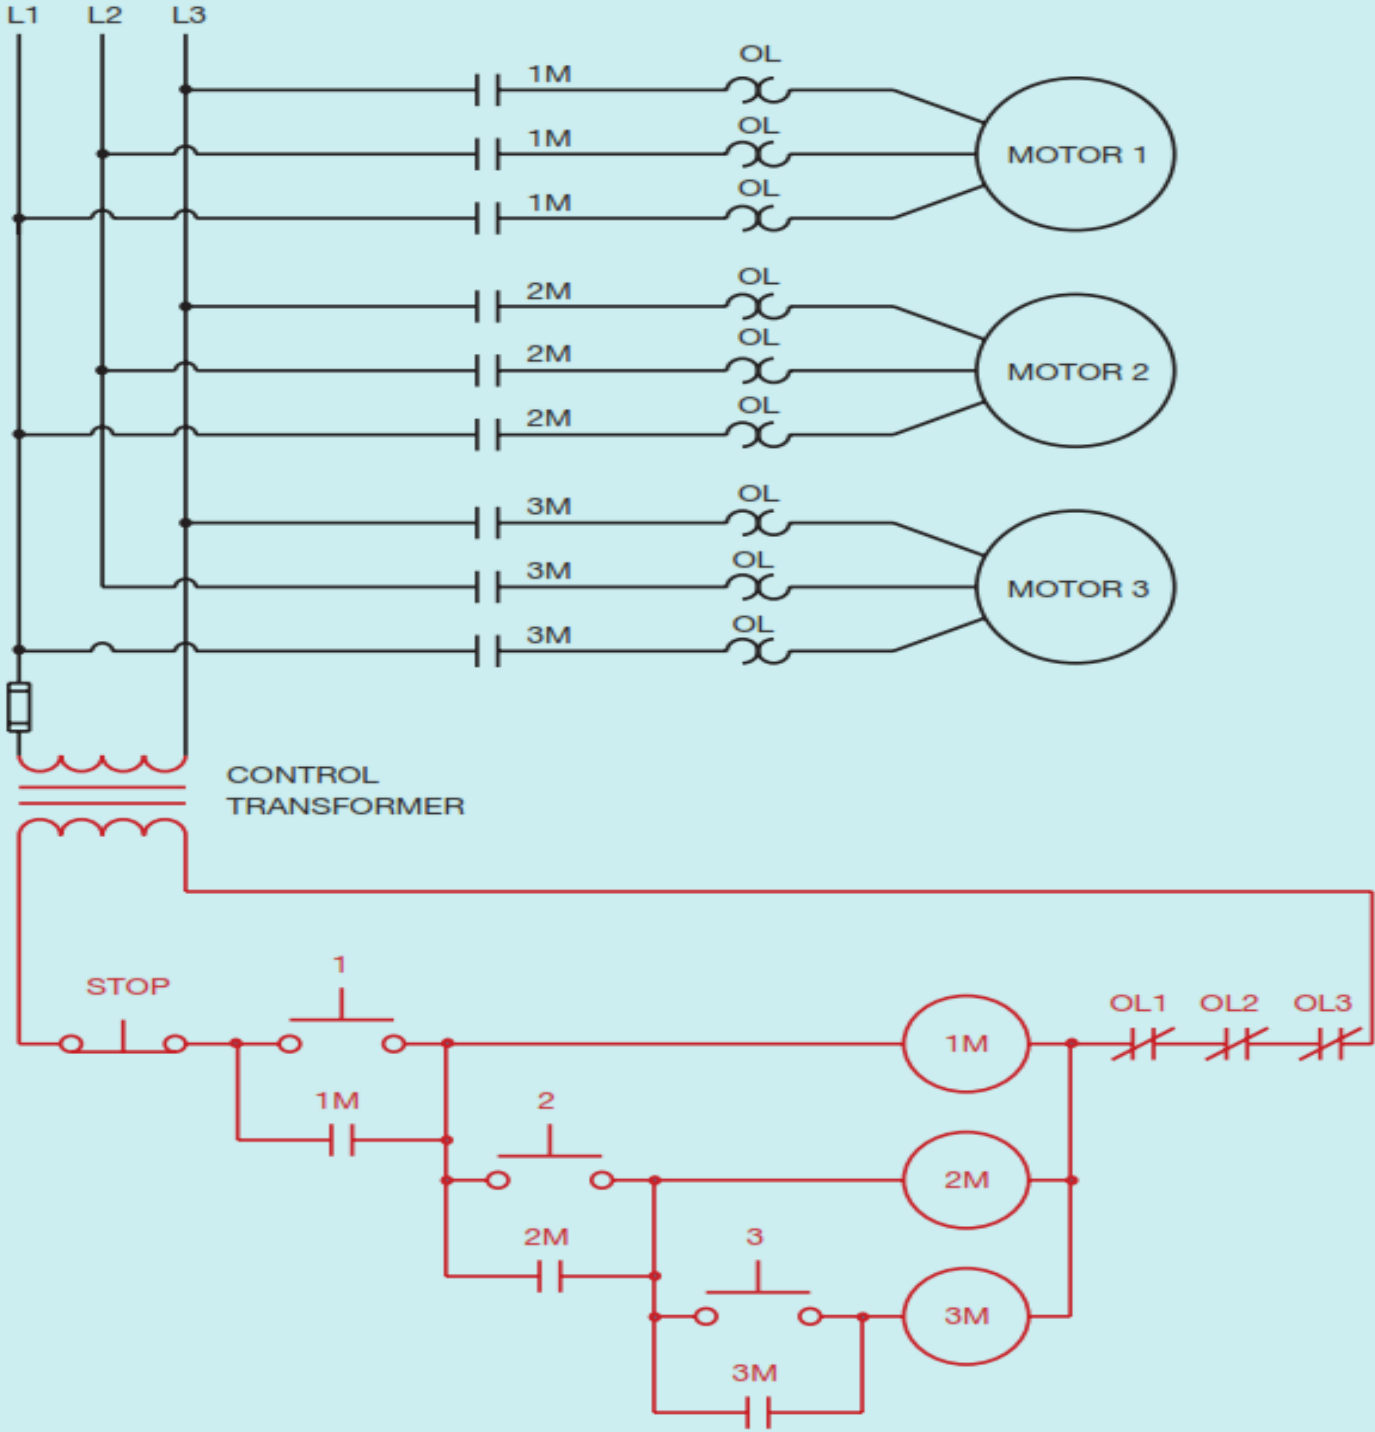 L1 L2 L3
OL
1M
OL
1M
MOTOR 1
OL
1M
OL
2M
OL
2M
MOTOR 2
OL
2M
OL
3M
OL
3M
MOTOR 3
OL
3M
CONTROL
TRANSFORMER
1
STOP
OL1 OL2 OL3
1M
1M
2
2M
2M
3
3M
3M